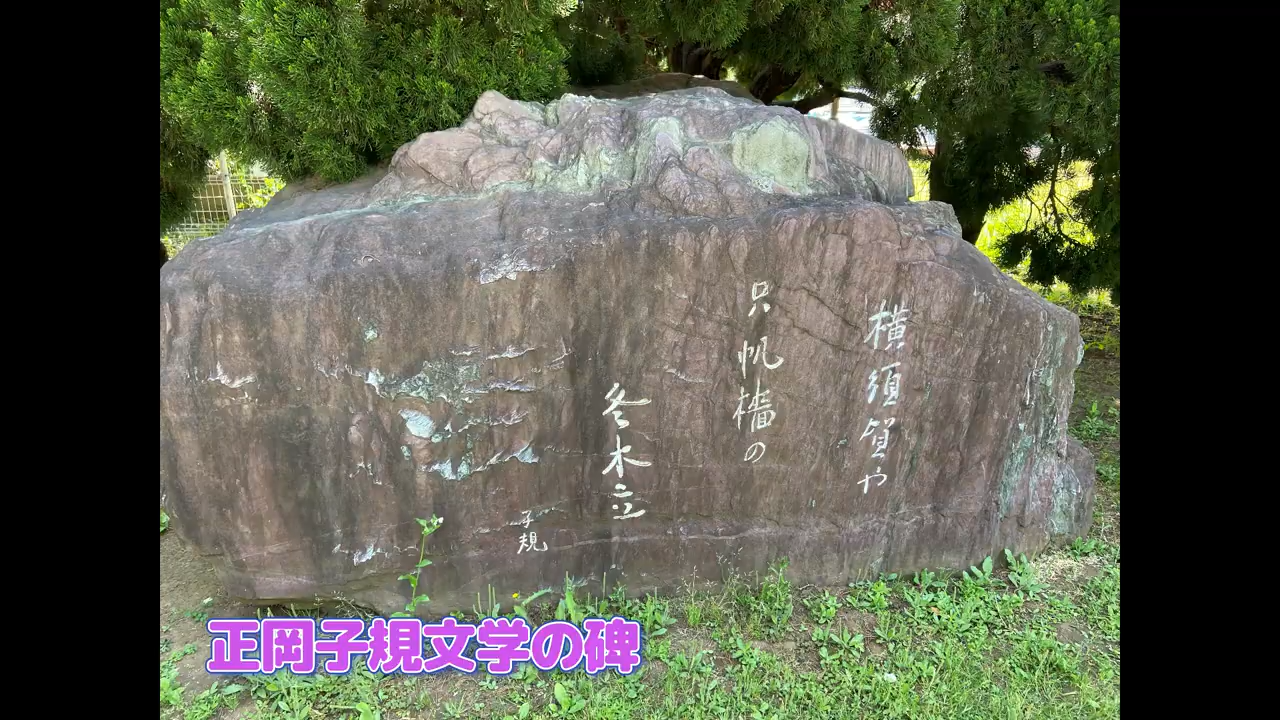 横須賀や
只帆檣の
冬木立
子規
正岡子規文学の碑